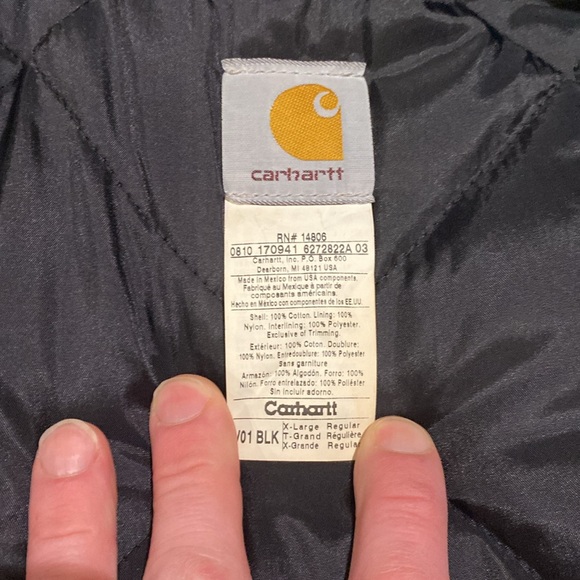 carhartt
RN# 14806
0810 170941 6272822A 03
Carhartt, Inc. P.O. Box 600
Dearborn, MI 48121 USA
Made in Mexico from USA components.
Fabriqué au Mexique à partir de
composants américains.
Hecho en México con componentes de los EE.UU.
Shell: 100% Cotton. Lining: 100%
Nylon. Interlining: 100% Polyester.
Exclusive of Trimming.
Extérieur: 100% Coton. Doublure:
100% Nylon. Entredoublure: 100% Polyester
Sans garniture
Armazón: 100% Algodón. Forro: 100%
Nilón. Forro entrelazado: 100% Poliéster
Sin incluir adorno.
Carhartt
/01 BLK
X-Large Regular
T-Grand Régulière
X-Grande Regula